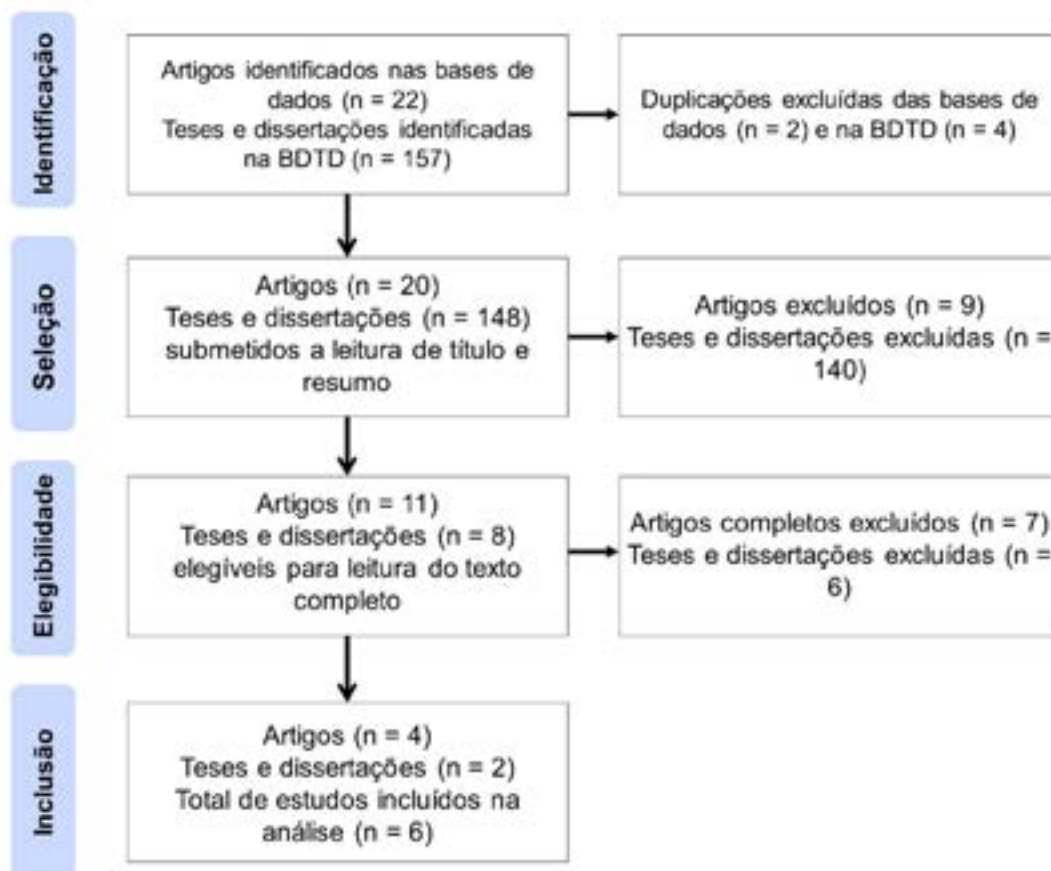 Identificação
Artigos identificados nas bases de
dados (n = 22)
Teses e dissertações identificadas
na BDTD (n = 157)
Duplicações excluídas das bases de
dados (n = 2) e na BDTD (n = 4)
Seleção
Artigos (n = 20)
Teses e dissertações (n = 148)
submetidos a leitura de título e
resumo
Artigos excluídos (n = 9)
Teses e dissertações excluídas (n =
140)
Elegibilidade
Artigos (n = 11)
Teses e dissertações (n = 8)
elegíveis para leitura do texto
completo
Artigos completos excluídos (n = 7)
Teses e dissertações excluídas (n =
6)
Inclusão
Artigos (n = 4)
Teses e dissertações (n = 2)
Total de estudos incluídos na
análise (n = 6)